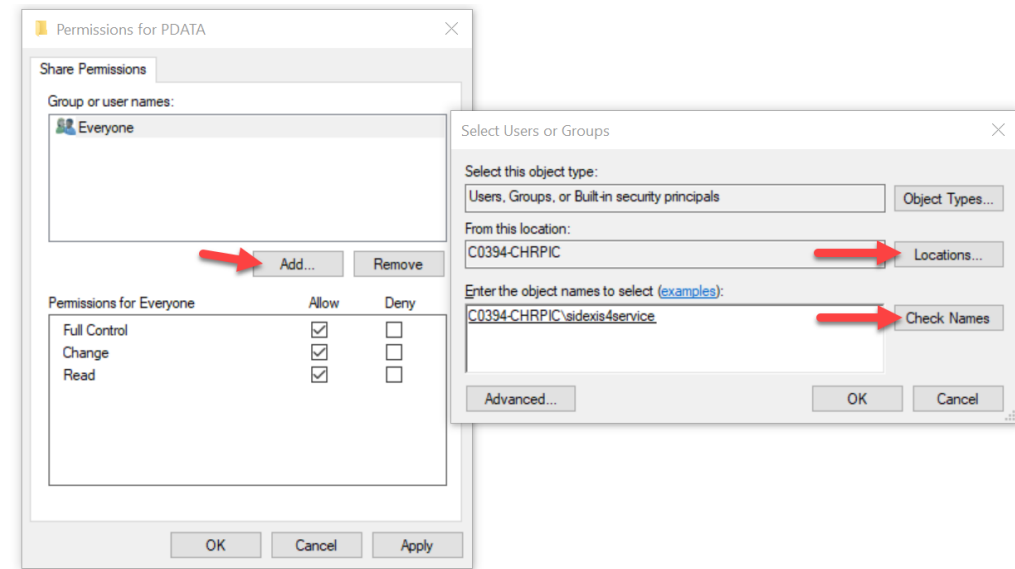 Permissions for PDATA
Share Permissions
Group or user names:
Everyone
Add...
Remove
Permissions for Everyone
Allow
Deny
Full Control
Change
Read
OK
Cancel
Apply
Select Users or Groups
Select this object type:
Users, Groups, or Built-in security principals
Object Types...
From this location:
C0394-CHRPIC
Locations...
Enter the object names to select (examples):
C0394-CHRPIC\sidexis4service
Check Names
Advanced...
OK
Cancel